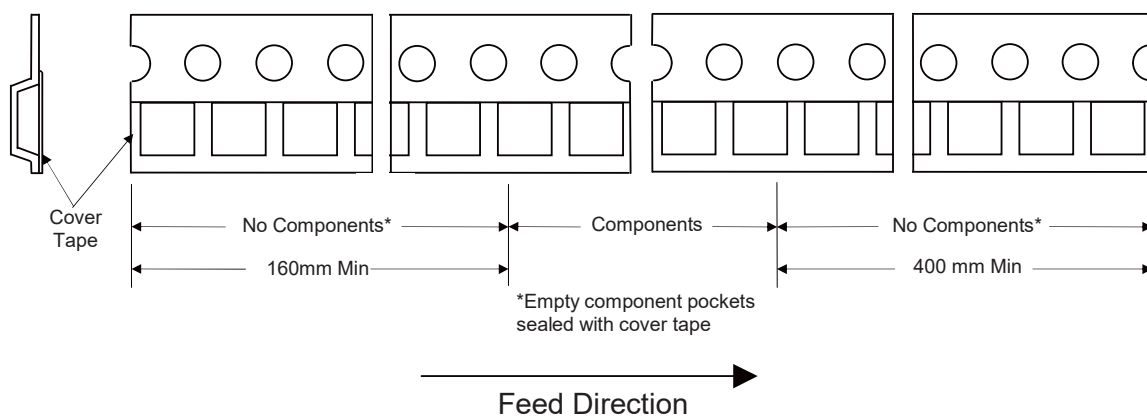 Cover
Tape
No Components*
Components
No Components*
160mm Min
400 mm Min
*Empty component pockets
sealed with cover tape
Feed Direction